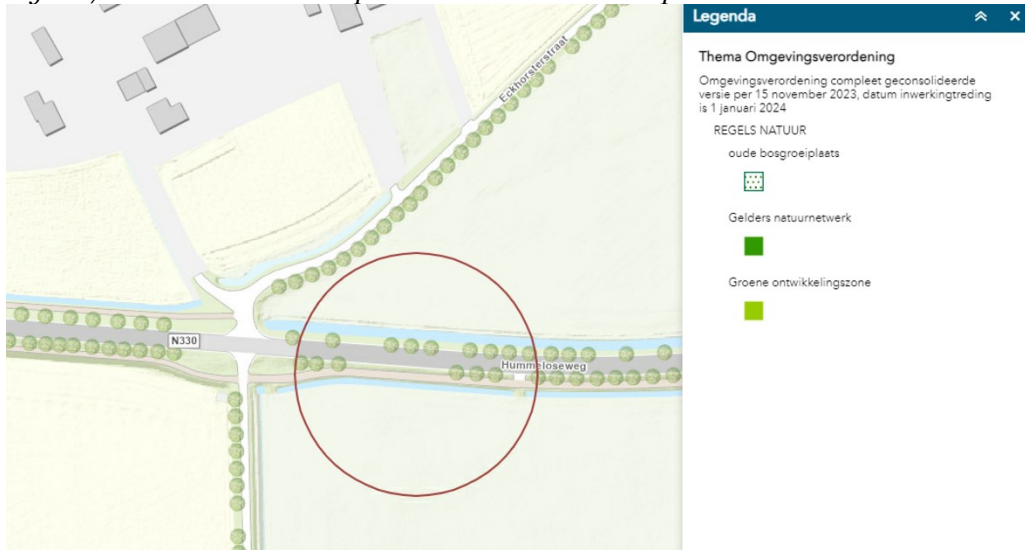 Eckhorsterstraat
N330
Hummeloseweg
Legenda
Thema Omgevingsverordening
Omgevingsverordening compleet geconsolideerde
versie per 15 november 2023, datum inwerkingtreding
is 1 januari 2024
REGELS NATUUR
oude bosgroeiplaats
Gelders natuurnetwerk
Groene ontwikkelingszone